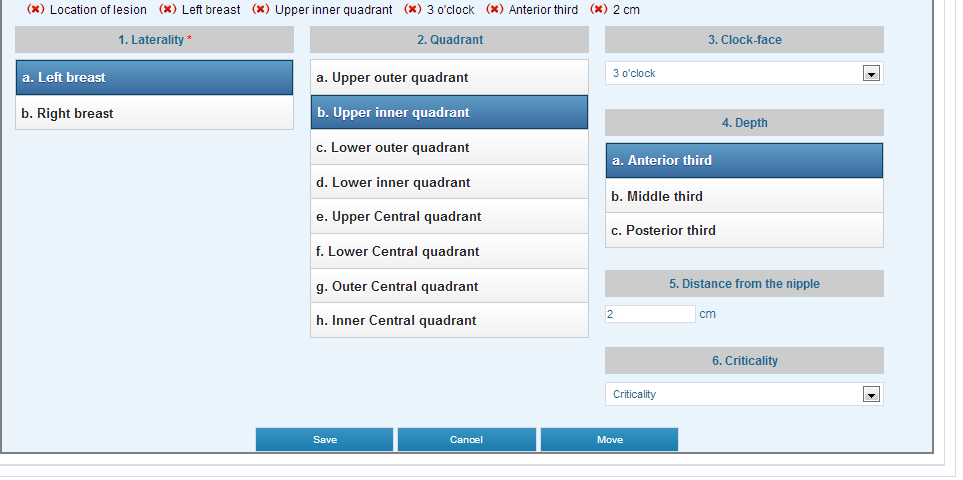 Location of lesion Left breast Upper inner quadrant 3 o'clock Anterior third 2 cm
1. Laterality *
a. Left breast
b. Right breast
2. Quadrant
a. Upper outer quadrant
b. Upper inner quadrant
c. Lower outer quadrant
d. Lower inner quadrant
e. Upper Central quadrant
f. Lower Central quadrant
g. Outer Central quadrant
h. Inner Central quadrant
3. Clock-face
3 o'clock
4. Depth
a. Anterior third
b. Middle third
c. Posterior third
5. Distance from the nipple
2 cm
6. Criticality
Criticality
Save Cancel Move